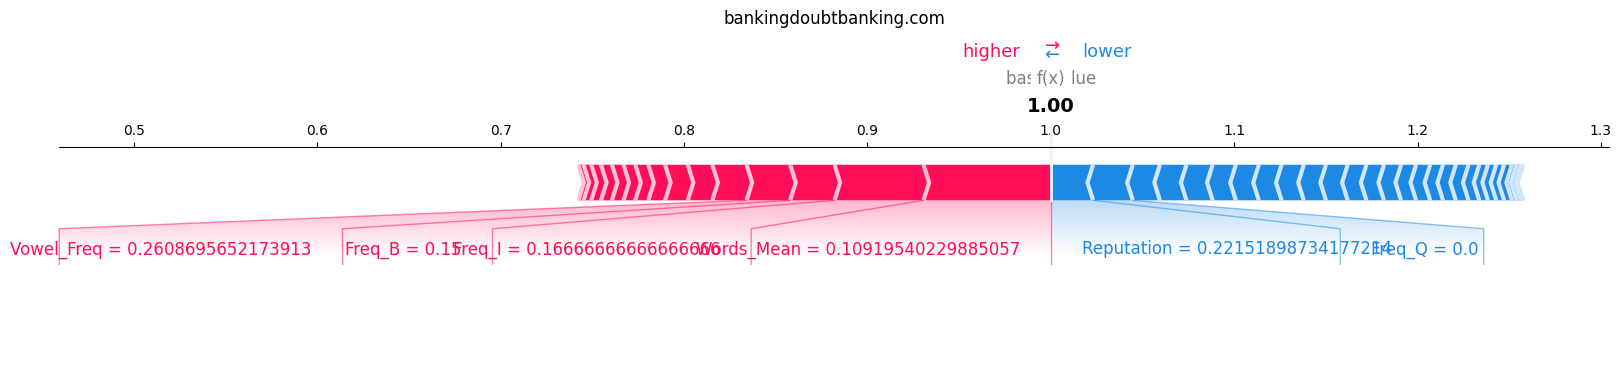 bankingdoubtbanking.com
higher → ← lower
bas f(x) lue
1.00
0.5 0.6 0.7 0.8 0.9 1.0 1.1 1.2 1.3
Vowel_Freq = 0.2608695652173913 Freq_B = 0.15 Freq_I = 0.16666666666666666 Words_Mean = 0.10919540229885057 Reputation = 0.22151898734177214 Freq_Q = 0.0